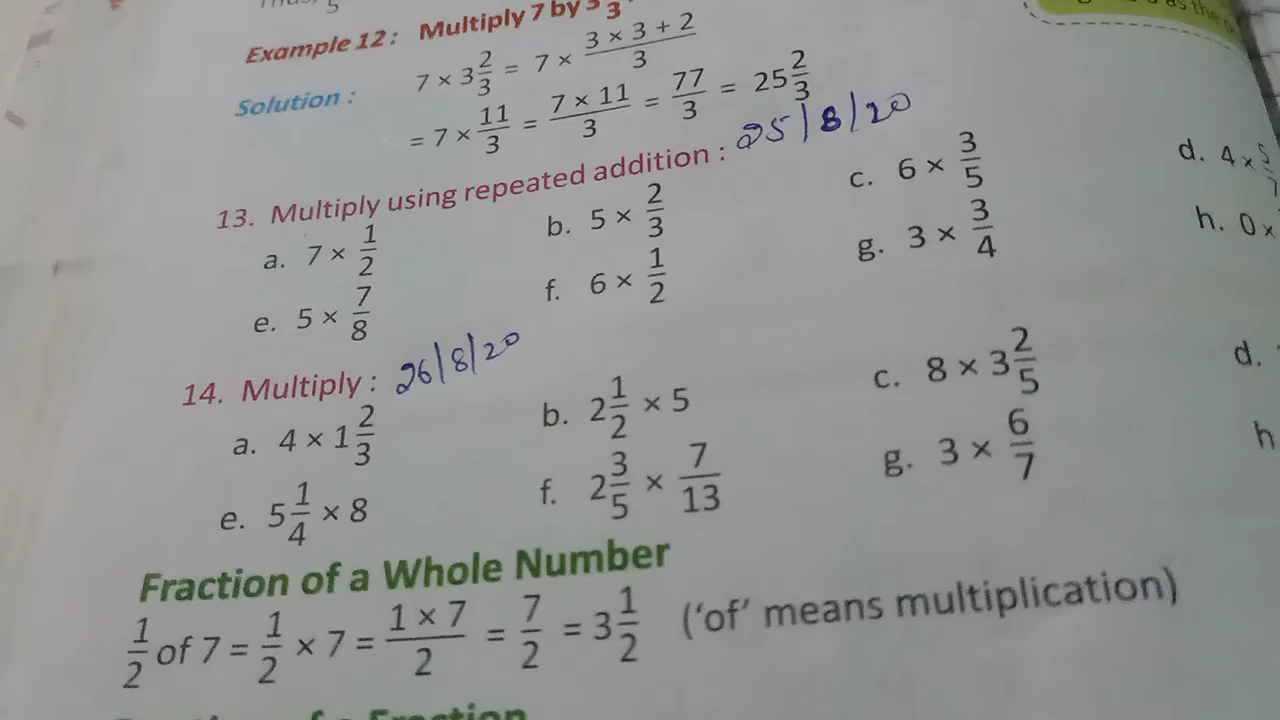 5
Example 12 : Multiply 7 by 3 3
Solution : 7 × 3 2/3 = 7 × (3 × 3 + 2)/3
= 7 × 11/3 = (7 × 11)/3 = 77/3 = 25 2/3
13. Multiply using repeated addition : 25/8/20
a. 7 × 1/2 b. 5 × 2/3 c. 6 × 3/5 d. 4 × 5/7
e. 5 × 7/8 f. 6 × 1/2 g. 3 × 3/4 h. 0 ×
14. Multiply : 26/8/20
a. 4 × 1 2/3 b. 2 1/2 × 5 c. 8 × 3 2/5 d.
e. 5 1/4 × 8 f. 2 3/5 × 7/13 g. 3 × 6/7 h
Fraction of a Whole Number
1/2 of 7 = 1/2 × 7 = (1 × 7)/2 = 7/2 = 3 1/2 ('of' means multiplication)